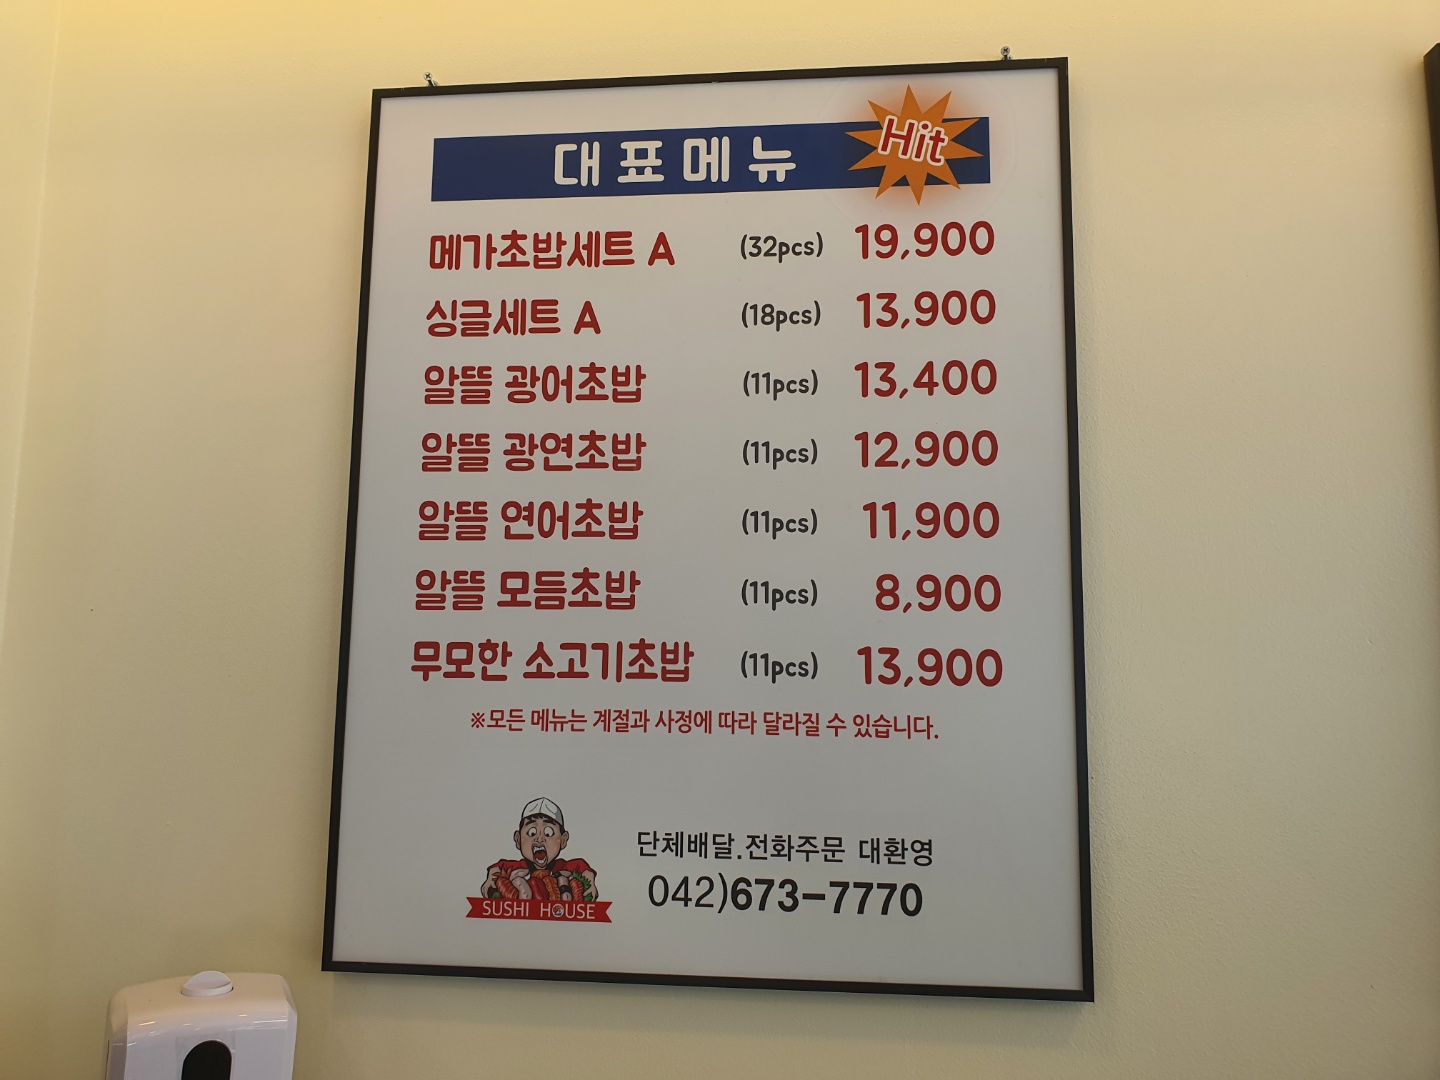 대표메뉴 Hit
메가초밥세트 A (32pcs) 19,900
싱글세트 A (18pcs) 13,900
알뜰 광어초밥 (11pcs) 13,400
알뜰 광연초밥 (11pcs) 12,900
알뜰 연어초밥 (11pcs) 11,900
알뜰 모듬초밥 (11pcs) 8,900
무모한 소고기초밥 (11pcs) 13,900
※모든 메뉴는 계절과 사정에 따라 달라질 수 있습니다.
단체배달.전화주문 대환영
042)673-7770
SUSHI HOUSE